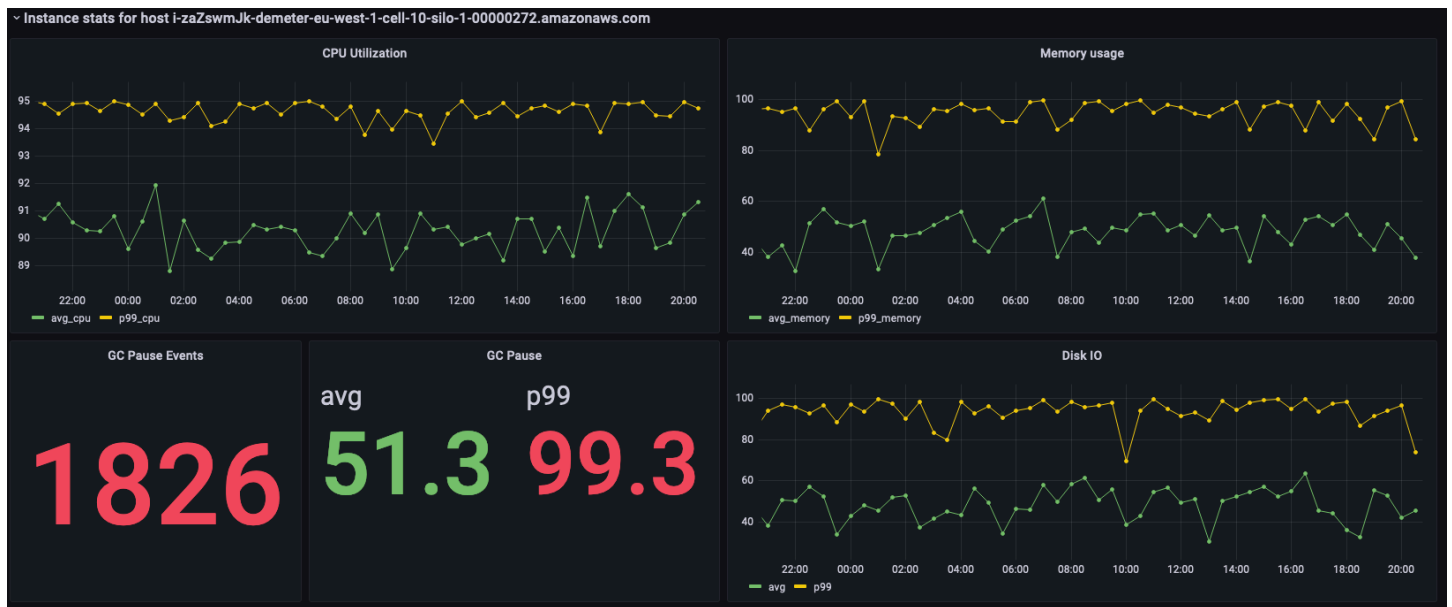 Instance stats for host i-zaZswmJk-demeter-eu-west-1-cell-10-silo-1-00000272.amazonaws.com
CPU Utilization
95
94
93
92
91
90
89
22:00 00:00 02:00 04:00 06:00 08:00 10:00 12:00 14:00 16:00 18:00 20:00
avg_cpu p99_cpu
Memory usage
100
80
60
40
22:00 00:00 02:00 04:00 06:00 08:00 10:00 12:00 14:00 16:00 18:00 20:00
avg_memory p99_memory
GC Pause Events
1826
GC Pause
avg p99
51.3 99.3
Disk IO
100
80
60
40
22:00 00:00 02:00 04:00 06:00 08:00 10:00 12:00 14:00 16:00 18:00 20:00
avg p99